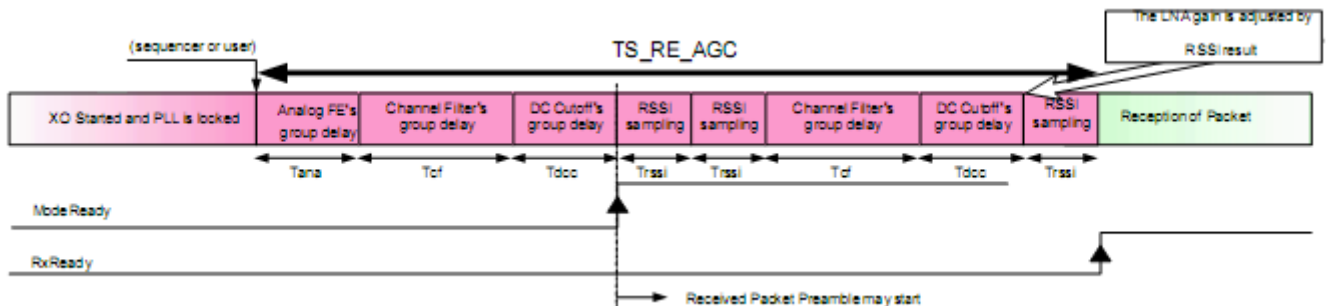 The LNA gain is adjusted by
RSSI result
(sequencer or user)
TS_RE_AGC
XO Started and PLL is locked
Analog FE's
group delay
Channel Filter's
group delay
DC Cutoff's
group delay
RSSI
sampling
RSSI
sampling
Channel Filter's
group delay
DC Cutoff's
group delay
RSSI
sampling
Reception of Packet
Tana
Tcf
Tdcc
Trssi
Trssi
Tcf
Tdcc
Trssi
ModeReady
RxReady
Received Packet Preamble may start